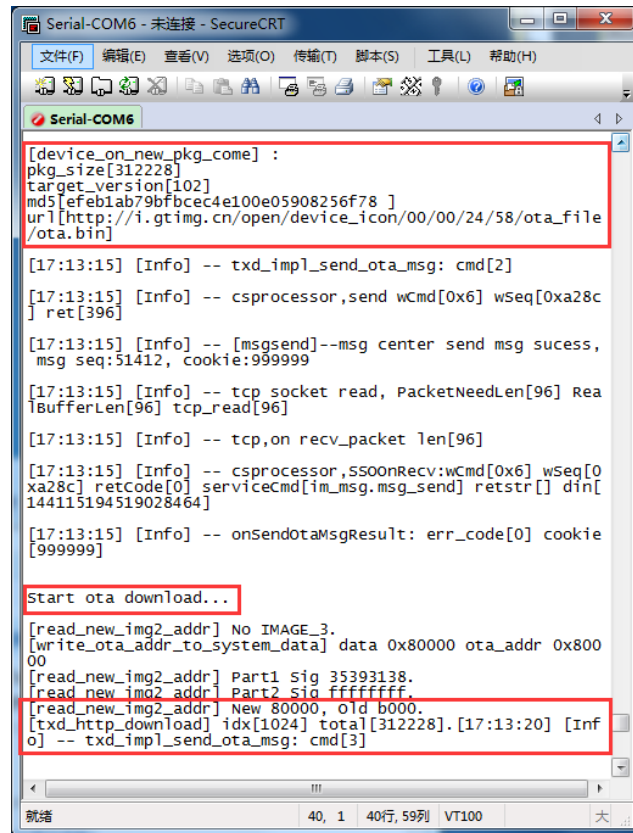 Serial-COM6 - 未连接 - SecureCRT
文件(F) 编辑(E) 查看(V) 选项(O) 传输(T) 脚本(S) 工具(L) 帮助(H)
Serial-COM6
[device_on_new_pkg_come] :
pkg_size[312228]
target_version[102]
md5[efeb1ab79bfbcec4e100e05908256f78 ]
url[http://i.gtimg.cn/open/device_icon/00/00/24/58/ota_file
/ota.bin]
[17:13:15] [Info] -- txd_impl_send_ota_msg: cmd[2]
[17:13:15] [Info] -- csprocessor,send wCmd[0x6] wSeq[0xa28c
] ret[396]
[17:13:15] [Info] -- [msgsend]--msg center send msg sucess,
msg seq:51412, cookie:999999
[17:13:15] [Info] -- tcp socket read, PacketNeedLen[96] Rea
lBufferLen[96] tcp_read[96]
[17:13:15] [Info] -- tcp,on recv_packet len[96]
[17:13:15] [Info] -- csprocessor,SSOOnRecv:wCmd[0x6] wSeq[0
xa28c] retCode[0] serviceCmd[im_msg.msg_send] retstr[] din[
144115194519028464]
[17:13:15] [Info] -- onSendOtaMsgResult: err_code[0] cookie
[999999]
Start ota download...
[read_new_img2_addr] No IMAGE_3.
[write_ota_addr_to_system_data] data 0x80000 ota_addr 0x800
00
[read_new_img2_addr] Part1 Sig 35393138.
[read_new_img2_addr] Part2 Sig ffffffff.
[read_new_img2_addr] New 80000, Old b000.
[txd_http_download] idx[1024] total[312228].[17:13:20] [Inf
o] -- txd_impl_send_ota_msg: cmd[3]
就绪 40, 1 40行, 59列 VT100 大